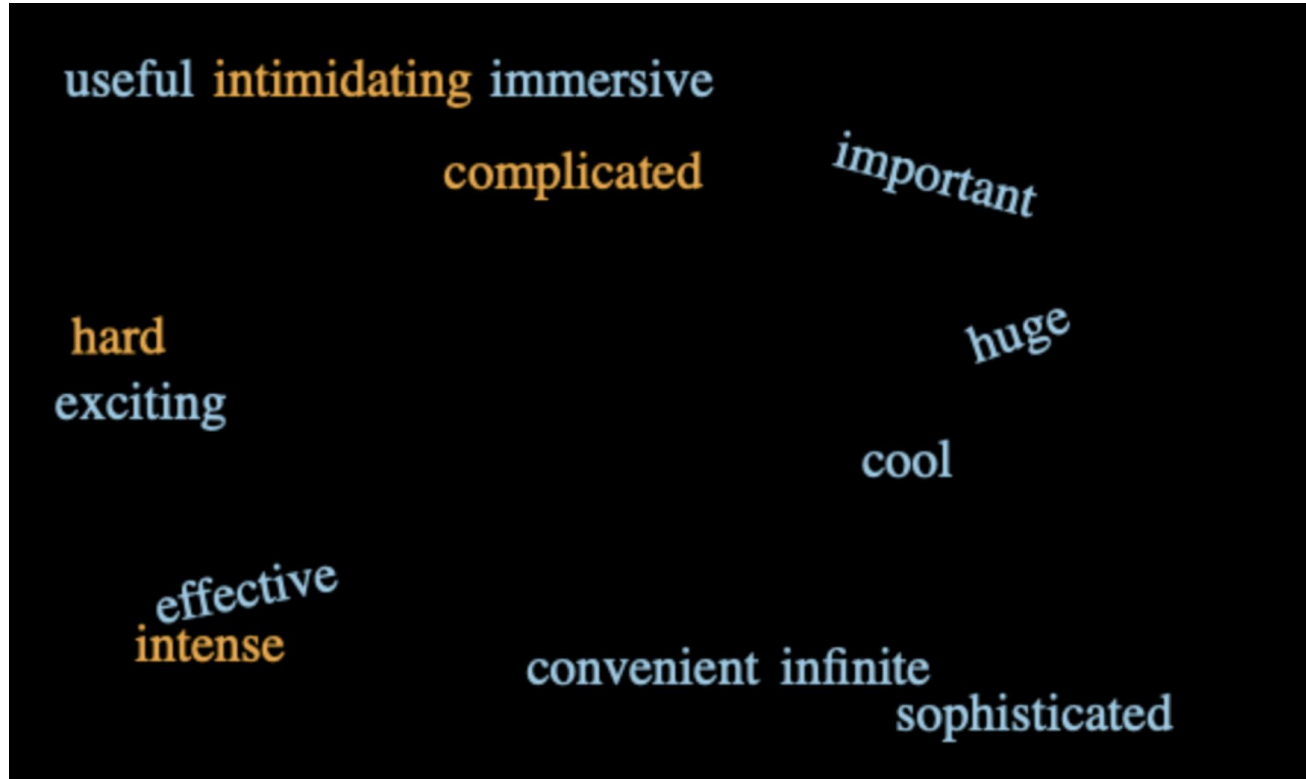 useful intimidating immersive
complicated
important
hard
huge
exciting
cool
effective
intense
convenient infinite
sophisticated